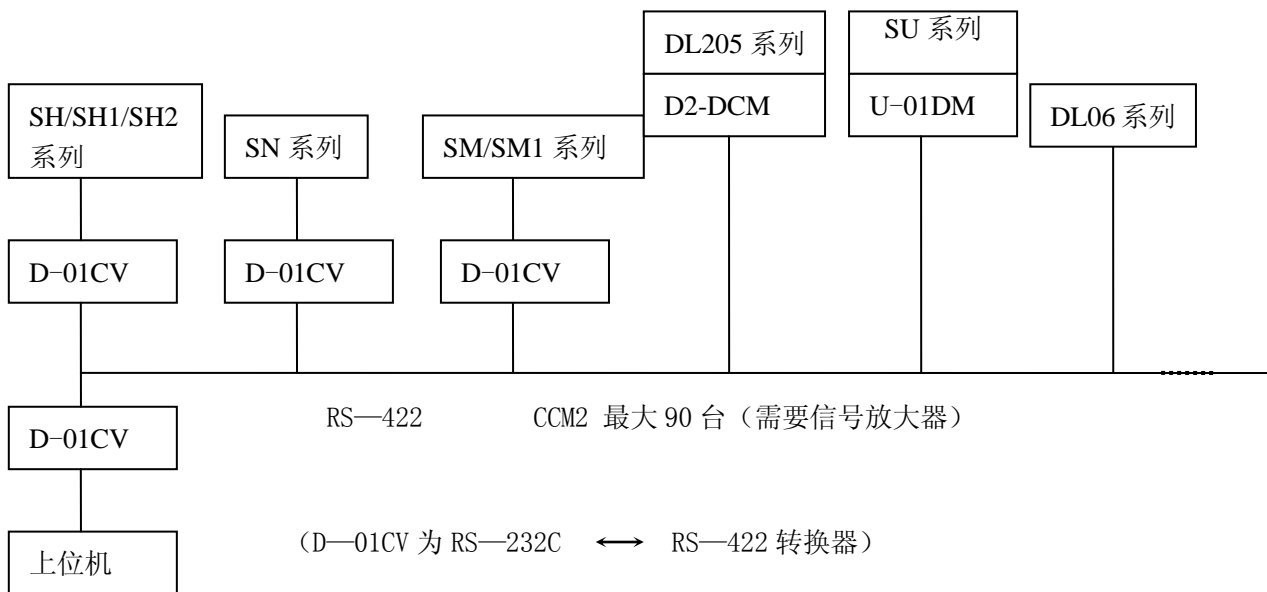 DL205 系列
SU 系列
SH/SH1/SH2
系列
SN 系列
SM/SM1 系列
D2-DCM
U-01DM
DL06 系列
D-01CV
D-01CV
D-01CV
D-01CV
RS—422
CCM2 最大 90 台（需要信号放大器）
上位机
（D—01CV 为 RS—232C ←→ RS—422 转换器）